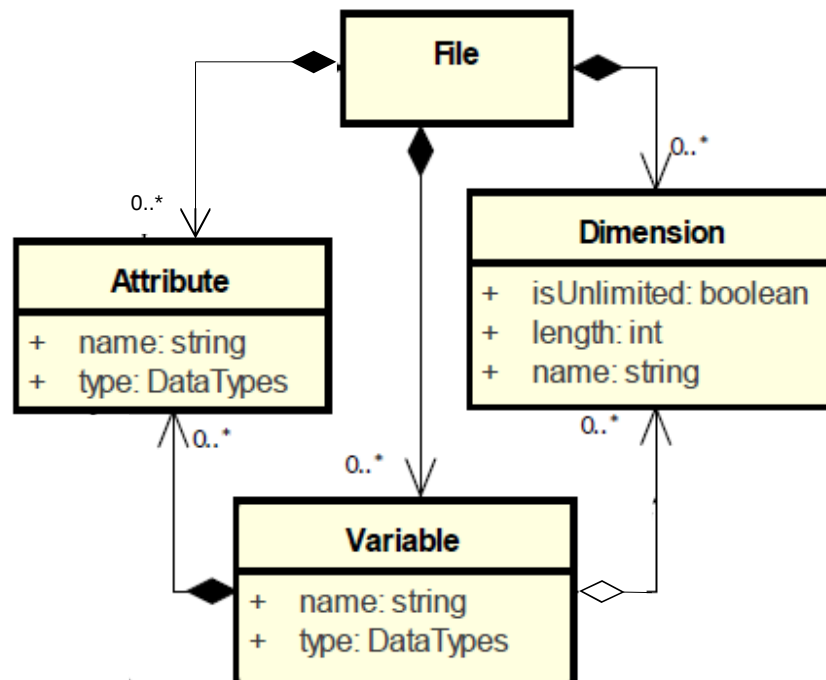 File
0..*
0..*
Dimension
+ isUnlimited: boolean
+ length: int
+ name: string
Attribute
+ name: string
+ type: DataTypes
0..*
0..*
0..*
Variable
+ name: string
+ type: DataTypes